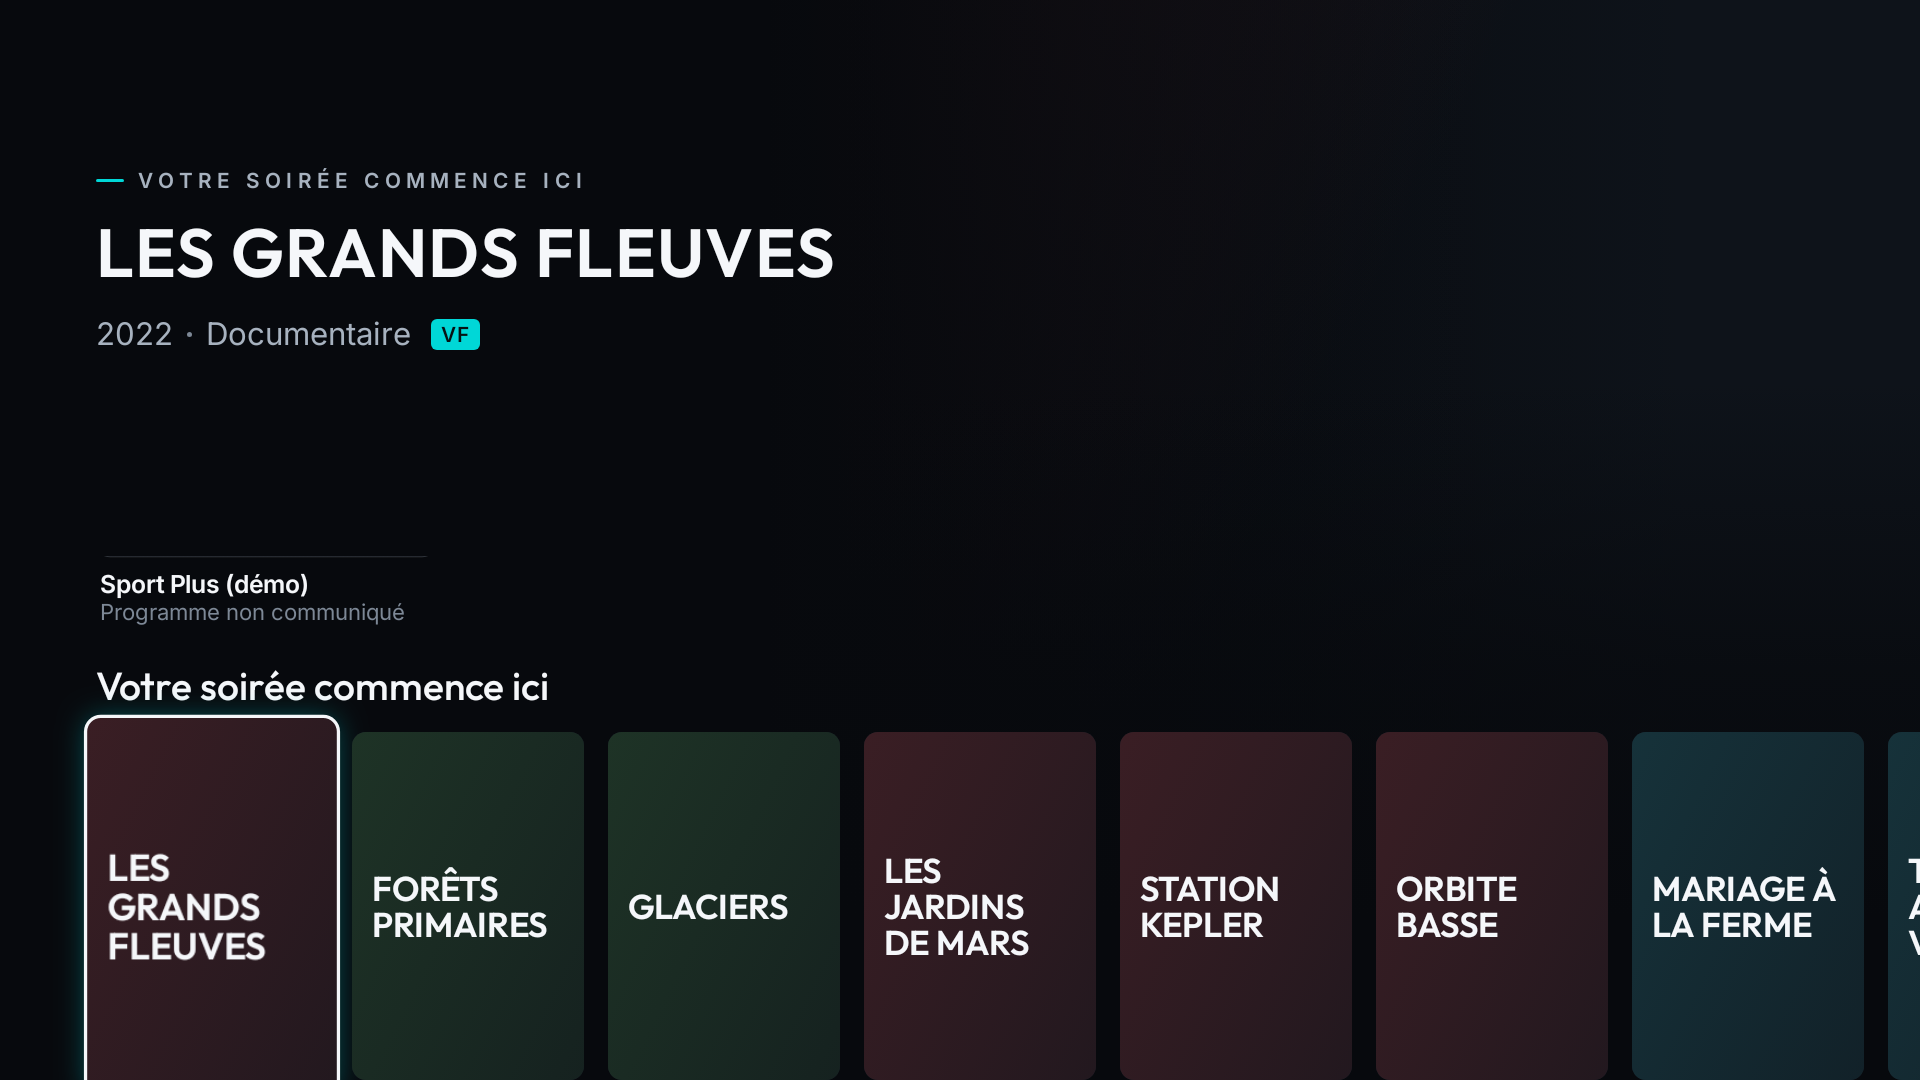 VOTRE SOIRÉE COMMENCE ICI
LES GRANDS FLEUVES
2022 · Documentaire VF
Sport Plus (démo)
Programme non communiqué
Votre soirée commence ici
LES
GRANDS
FLEUVES
FORÊTS
PRIMAIRES
GLACIERS
LES
JARDINS
DE MARS
STATION
KEPLER
ORBITE
BASSE
MARIAGE À
LA FERME